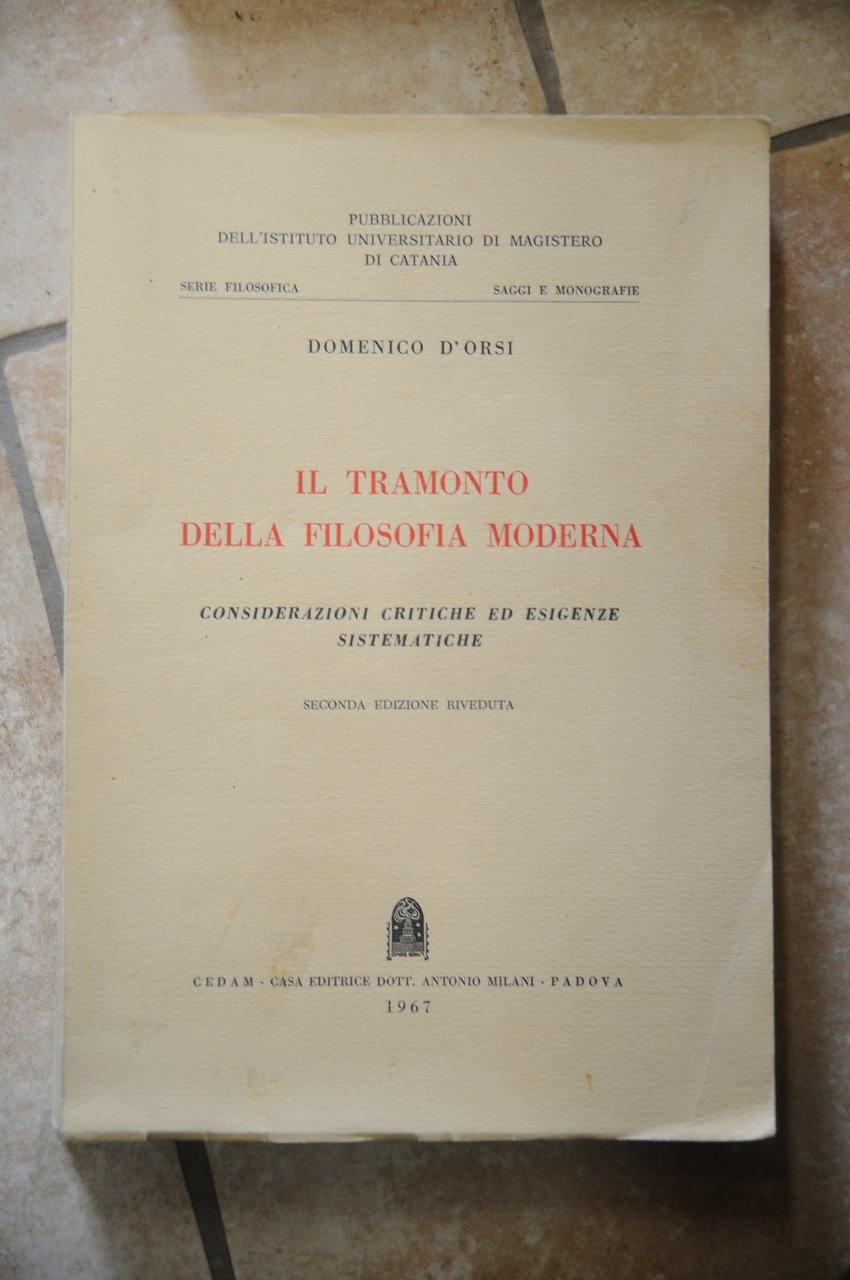 PUBBLICAZIONI
DELL'ISTITUTO UNIVERSITARIO DI MAGISTERO
DI CATANIA
SERIE FILOSOFICA SAGGI E MONOGRAFIE
DOMENICO D'ORSI
IL TRAMONTO
DELLA FILOSOFIA MODERNA
CONSIDERAZIONI CRITICHE ED ESIGENZE
SISTEMATICHE
SECONDA EDIZIONE RIVEDUTA
CEDAM - CASA EDITRICE DOTT. ANTONIO MILANI - PADOVA
1967